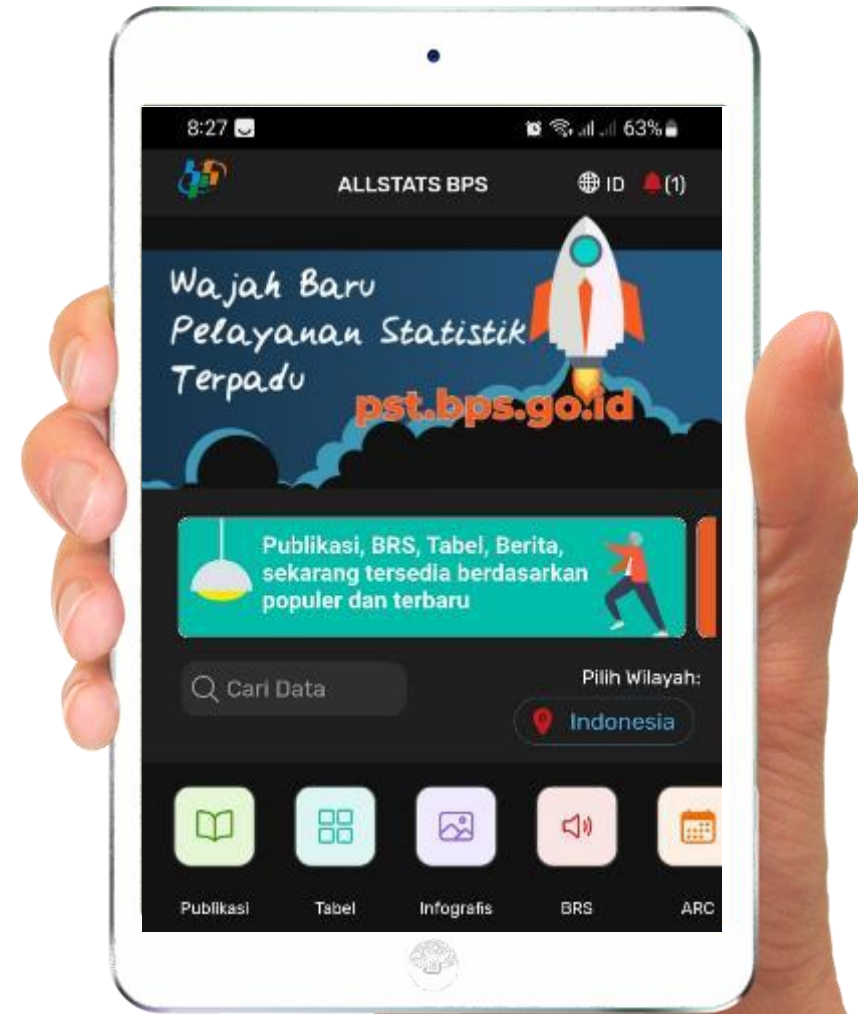 8:27 63%
ALLSTATS BPS ID (1)
Wajah Baru
Pelayanan Statistik
Terpadu
pst.bps.go.id
Publikasi, BRS, Tabel, Berita,
sekarang tersedia berdasarkan
populer dan terbaru
Cari Data
Pilih Wilayah:
Indonesia
Publikasi Tabel Infografis BRS ARC